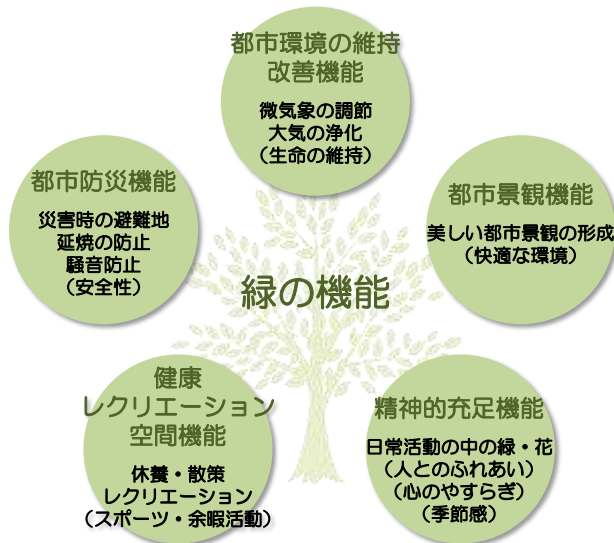 都市環境の維持
改善機能
微気象の調節
大気の浄化
（生命の維持）
都市防災機能
災害時の避難地
延焼の防止
騒音防止
（安全性）
都市景観機能
美しい都市景観の形成
（快適な環境）
緑の機能
健康
レクリエーション
空間機能
休養・散策
レクリエーション
（スポーツ・余暇活動）
精神的充足機能
日常活動の中の緑・花
（人とのふれあい）
（心のやすらぎ）
（季節感）